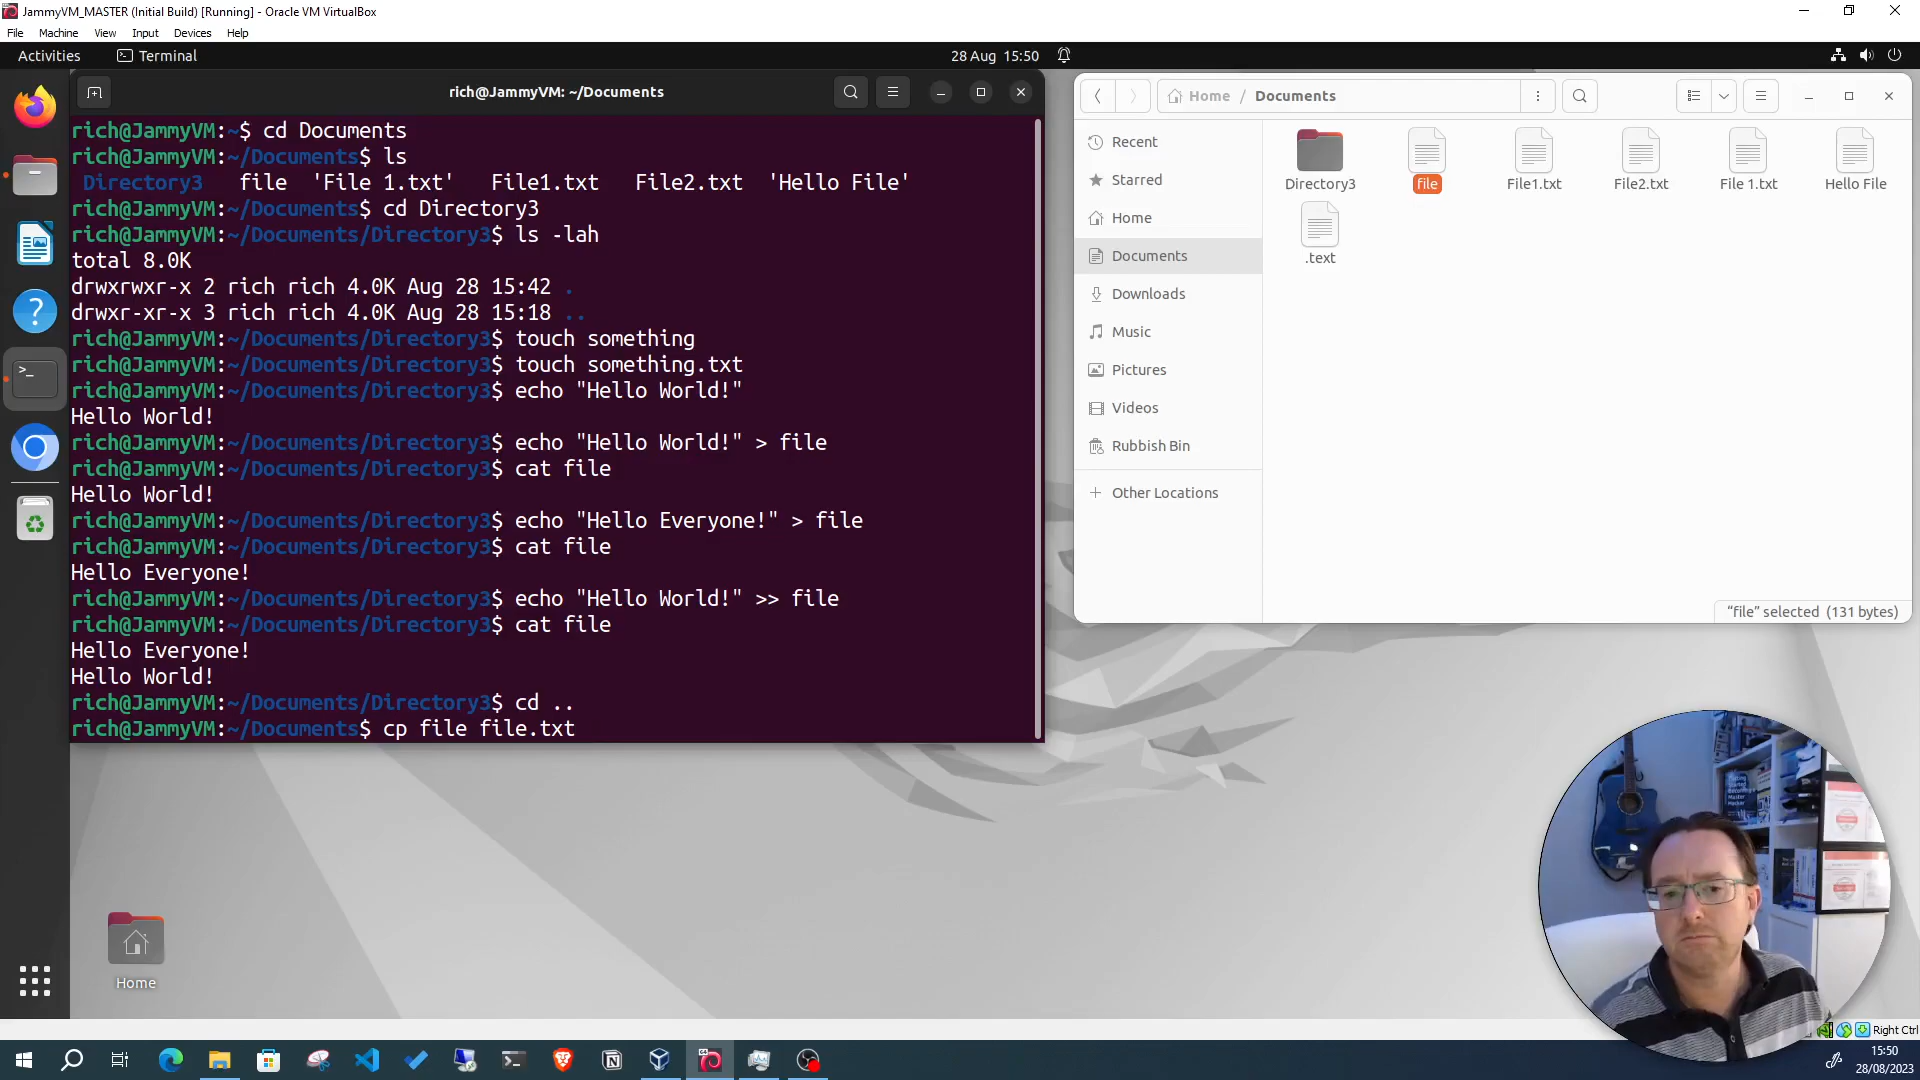 JammyVM_MASTER (Initial Build) [Running] - Oracle VM VirtualBox
File Machine View Input Devices Help
Activities Terminal 28 Aug 15:50
rich@JammyVM: ~/Documents
rich@JammyVM:~$ cd Documents
rich@JammyVM:~/Documents$ ls
Directory3 file 'File 1.txt' File1.txt File2.txt 'Hello File'
rich@JammyVM:~/Documents$ cd Directory3
rich@JammyVM:~/Documents/Directory3$ ls -lah
total 8.0K
drwxrwxr-x 2 rich rich 4.0K Aug 28 15:42 .
drwxr-xr-x 3 rich rich 4.0K Aug 28 15:18 ..
rich@JammyVM:~/Documents/Directory3$ touch something
rich@JammyVM:~/Documents/Directory3$ touch something.txt
rich@JammyVM:~/Documents/Directory3$ echo "Hello World!"
Hello World!
rich@JammyVM:~/Documents/Directory3$ echo "Hello World!" > file
rich@JammyVM:~/Documents/Directory3$ cat file
Hello World!
rich@JammyVM:~/Documents/Directory3$ echo "Hello Everyone!" > file
rich@JammyVM:~/Documents/Directory3$ cat file
Hello Everyone!
rich@JammyVM:~/Documents/Directory3$ echo "Hello World!" >> file
rich@JammyVM:~/Documents/Directory3$ cat file
Hello Everyone!
Hello World!
rich@JammyVM:~/Documents/Directory3$ cd ..
rich@JammyVM:~/Documents$ cp file file.txt
Home / Documents
Recent
Starred
Home
Documents
Downloads
Music
Pictures
Videos
Rubbish Bin
Other Locations
Directory3 file File1.txt File2.txt File 1.txt Hello File
.text
“file” selected (131 bytes)
Home
Right Ctrl
15:50
28/08/2023